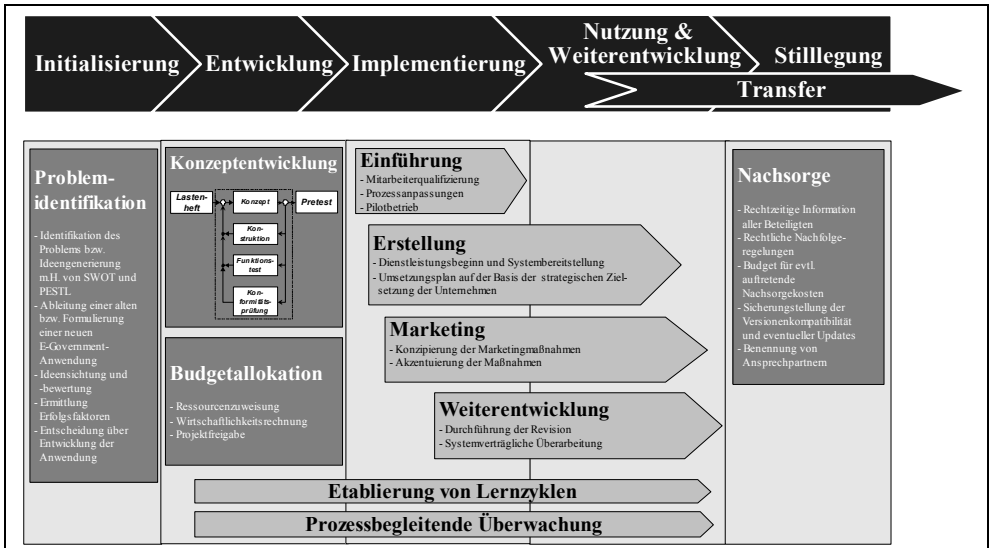 Initialisierung
Entwicklung
Implementierung
Nutzung &
Weiterentwicklung
Stilllegung
Transfer
Problem-
identifikation
- Identifikation des
Problems bzw.
Ideengenerierung
m.H. von SWOT und
PESTL
- Ableitung einer alten
bzw. Formulierung
einer neuen
E-Government-
Anwendung
- Ideensichtung und
-bewertung
- Ermittlung
Erfolgsfaktoren
- Entscheidung über
Entwicklung der
Anwendung
Konzeptentwicklung
Lasten-
heft
Konzept
Pretest
Kon-
struktion
Funktions-
test
Kon-
formitäts-
prüfung
Budgetallokation
- Ressourcenzuweisung
- Wirtschaftlichkeitsrechnung
- Projektfreigabe
Einführung
- Mitarbeiterqualifizierung
- Prozessanpassungen
- Pilotbetrieb
Erstellung
- Dienstleistungsbeginn und Systembereitstellung
- Umsetzungsplan auf der Basis der strategischen Ziel-
setzung der Unternehmen
Marketing
- Konzipierung der Marketingmaßnahmen
- Akzentuierung der Maßnahmen
Weiterentwicklung
- Durchführung der Revision
- Systemverträgliche Überarbeitung
Nachsorge
- Rechtzeitige Information
aller Beteiligten
- Rechtliche Nachfolge-
regelungen
- Budget für evtl.
auftretende
Nachsorgekosten
- Sicherungstellung der
Versionenkompatibilität
und eventueller Updates
- Benennung von
Ansprechpartnern
Etablierung von Lernzyklen
Prozessbegleitende Überwachung